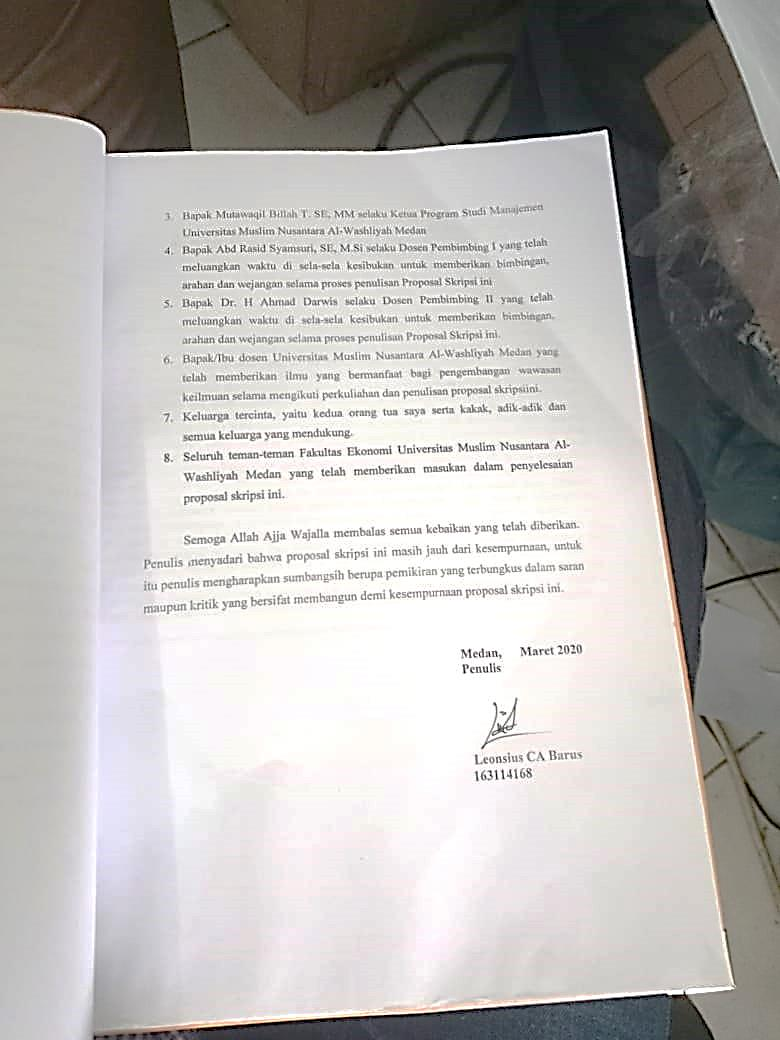 3. Bapak Mutawaqil Billah T. SE, MM selaku Ketua Program Studi Manajemen
Universitas Muslim Nusantara Al-Washliyah Medan
4. Bapak Abd Rasid Syamsuri, SE, M.Si selaku Dosen Pembimbing I yang telah
meluangkan waktu di sela-sela kesibukan untuk memberikan bimbingan,
arahan dan wejangan selama proses penulisan Proposal Skripsi ini
5. Bapak Dr. H Ahmad Darwis selaku Dosen Pembimbing II yang telah
meluangkan waktu di sela-sela kesibukan untuk memberikan bimbingan,
arahan dan wejangan selama proses penulisan Proposal Skripsi ini.
6. Bapak/Ibu dosen Universitas Muslim Nusantara Al-Washliyah Medan yang
telah memberikan ilmu yang bermanfaat bagi pengembangan wawasan
keilmuan selama mengikuti perkuliahan dan penulisan proposal skripsiini.
7. Keluarga tercinta, yaitu kedua orang tua saya serta kakak, adik-adik dan
semua keluarga yang mendukung.
8. Seluruh teman-teman Fakultas Ekonomi Universitas Muslim Nusantara Al-
Washliyah Medan yang telah memberikan masukan dalam penyelesaian
proposal skripsi ini.
Semoga Allah Ajja Wajalla membalas semua kebaikan yang telah diberikan.
Penulis menyadari bahwa proposal skripsi ini masih jauh dari kesempurnaan, untuk
itu penulis mengharapkan sumbangsih berupa pemikiran yang terbungkus dalam saran
maupun kritik yang bersifat membangun demi kesempurnaan proposal skripsi ini.
Medan, Maret 2020
Penulis
Leonsius CA Barus
163114168